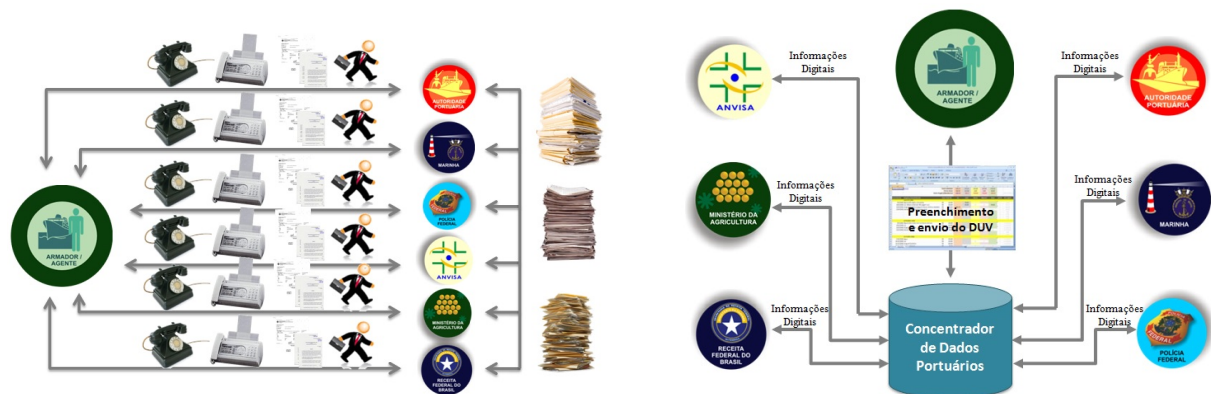 AUTORIDADE
PORTUÁRIA
MARINHA
POLÍCIA
FEDERAL
ANVISA
MINISTÉRIO DA
AGRICULTURA
RECEITA
FEDERAL DO
BRASIL
ARMADOR /
AGENTE
Informações
Digitais
ANVISA
Informações
Digitais
MINISTÉRIO DA
AGRICULTURA
Informações
Digitais
RECEITA
FEDERAL DO
BRASIL
ARMADOR /
AGENTE
Preenchimento
e envio do DUV
Concentrador
de Dados
Portuários
Informações
Digitais
AUTORIDADE
PORTUÁRIA
Informações
Digitais
MARINHA
Informações
Digitais
POLÍCIA
FEDERAL